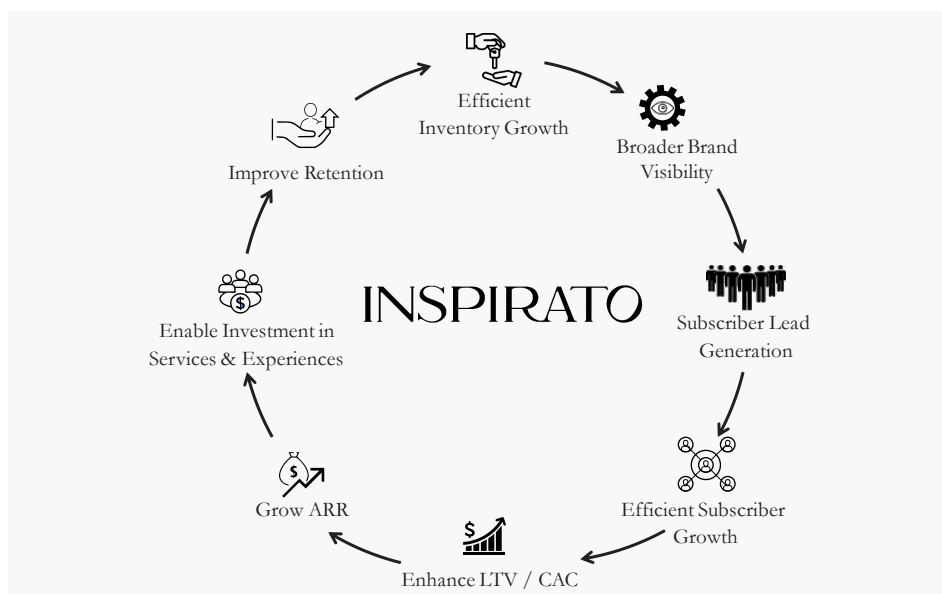 Efficient
Inventory Growth
Broader Brand
Visibility
Subscriber Lead
Generation
Efficient Subscriber
Growth
Enhance LTV / CAC
Grow ARR
Enable Investment in
Services & Experiences
Improve Retention
INSPIRATO
$
$
$